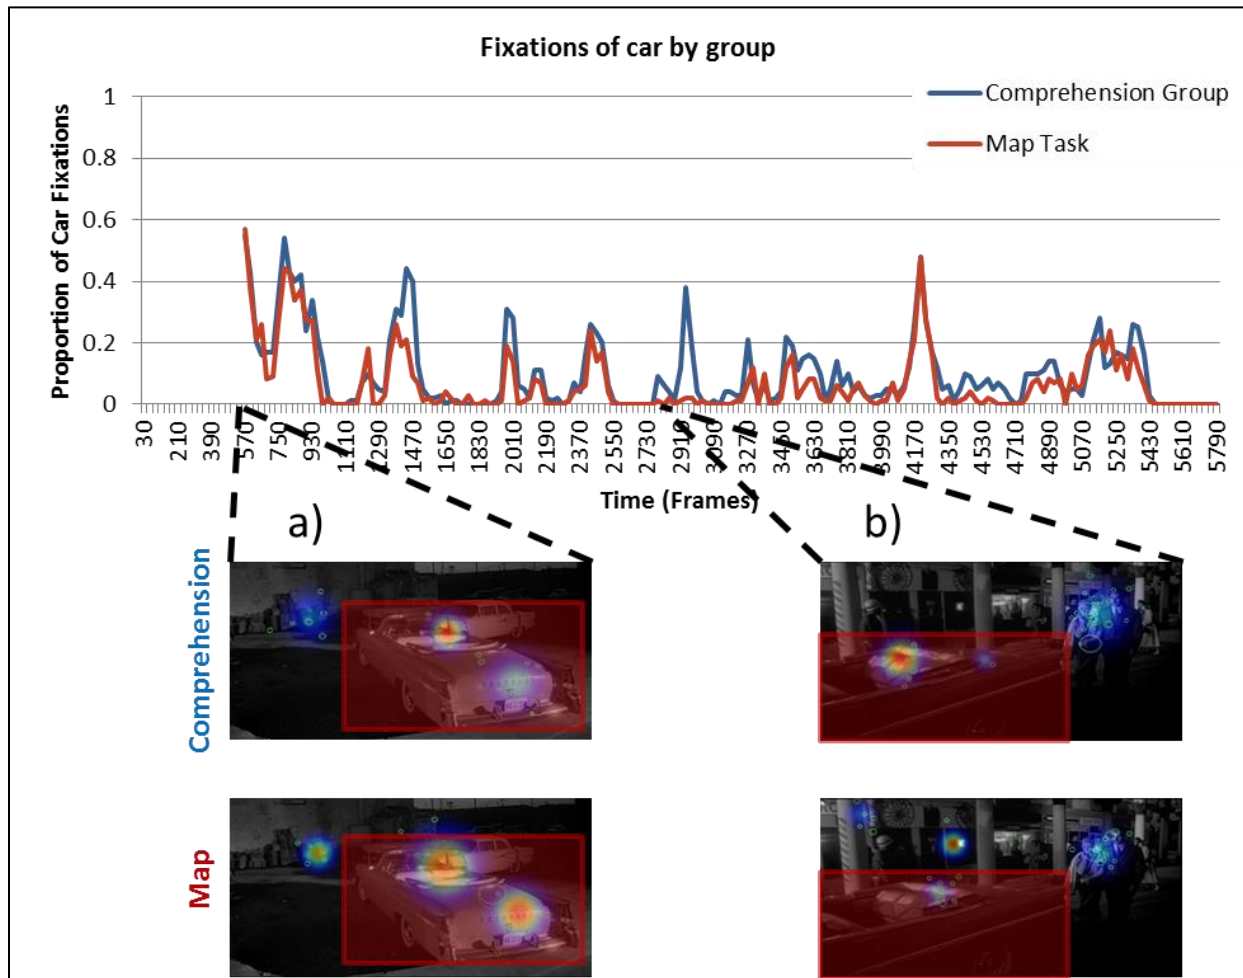 Fixations of car by group
Comprehension Group
Map Task
Proportion of Car Fixations
1
0.8
0.6
0.4
0.2
0
30 210 390 570 750 930 1110 1290 1470 1650 1830 2010 2190 2370 2550 2730 2910 3090 3270 3450 3630 3810 3990 4170 4350 4530 4710 4890 5070 5250 5430 5610 5790
Time (Frames)
a)
b)
Comprehension
Map